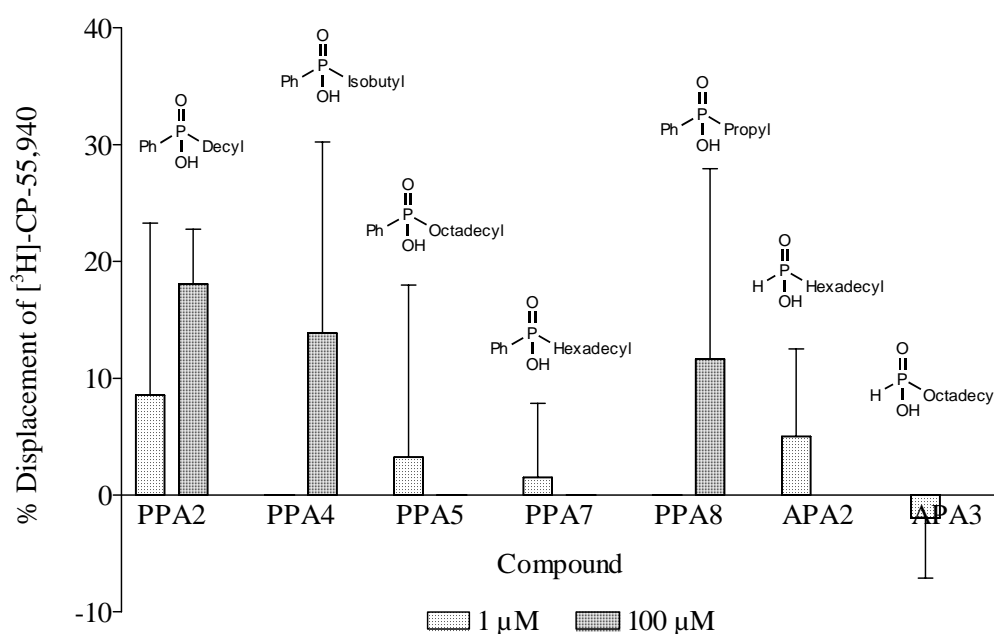 % Displacement of [³H]-CP-55,940
40
30
20
10
0
-10
O
P
Ph Decyl
OH
O
P
Ph Isobutyl
OH
O
P
Ph Octadecyl
OH
O
P
Ph Hexadecyl
OH
O
P
Ph Propyl
OH
O
P
H Hexadecyl
OH
O
P
H Octadecy
OH
PPA2 PPA4 PPA5 PPA7 PPA8 APA2 APA3
Compound
1 µM 100 µM